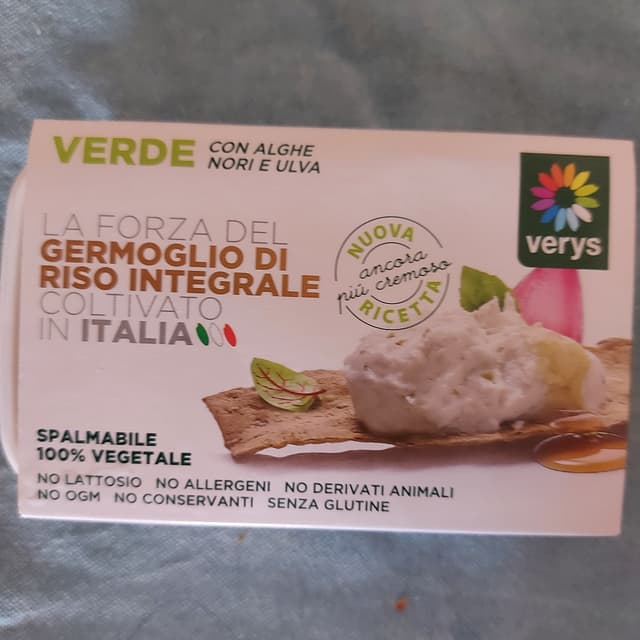 VERDE
CON ALGHE
NORI E ULVA
verys
LA FORZA DEL
GERMOGLIO DI
RISO INTEGRALE
COLTIVATO
IN ITALIA
NUOVA
ancora
più cremoso
RICETTA
SPALMABILE
100% VEGETALE
NO LATTOSIO NO ALLERGENI NO DERIVATI ANIMALI
NO OGM NO CONSERVANTI SENZA GLUTINE